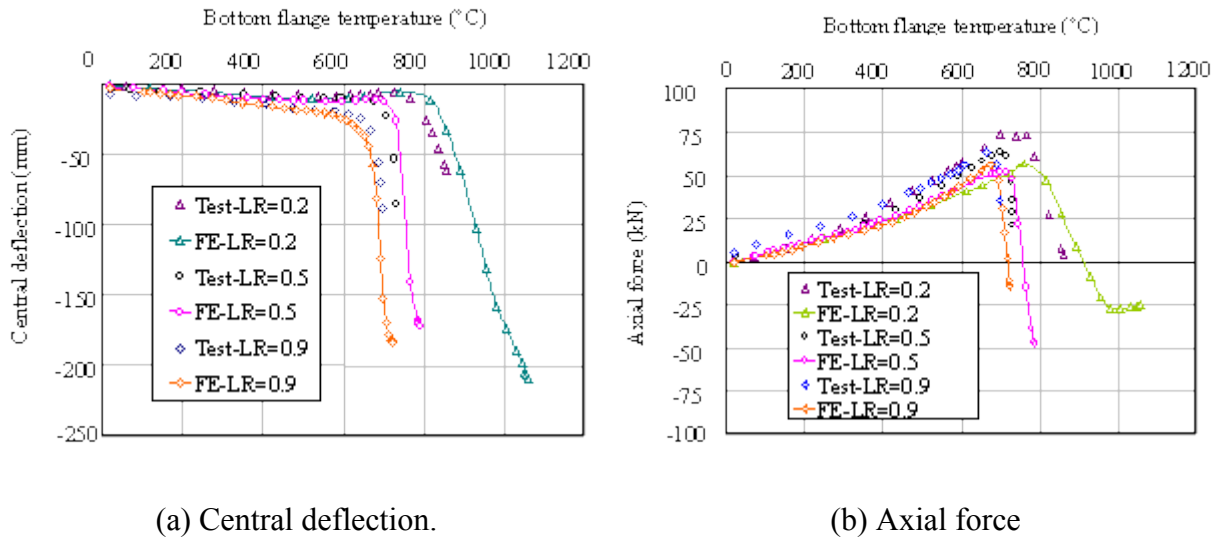 Bottom flange temperature (°C)
0 200 400 600 800 1000 1200
0
-50
-100
-150
-200
-250
Central deflection (mm)
Test-LR=0.2
FE-LR=0.2
Test-LR=0.5
FE-LR=0.5
Test-LR=0.9
FE-LR=0.9
(a) Central deflection.
Bottom flange temperature (°C)
0 200 400 600 800 1000 1200
100
75
50
25
0
-25
-50
-75
-100
Axial force (kN)
Test-LR=0.2
FE-LR=0.2
Test-LR=0.5
FE-LR=0.5
Test-LR=0.9
FE-LR=0.9
(b) Axial force